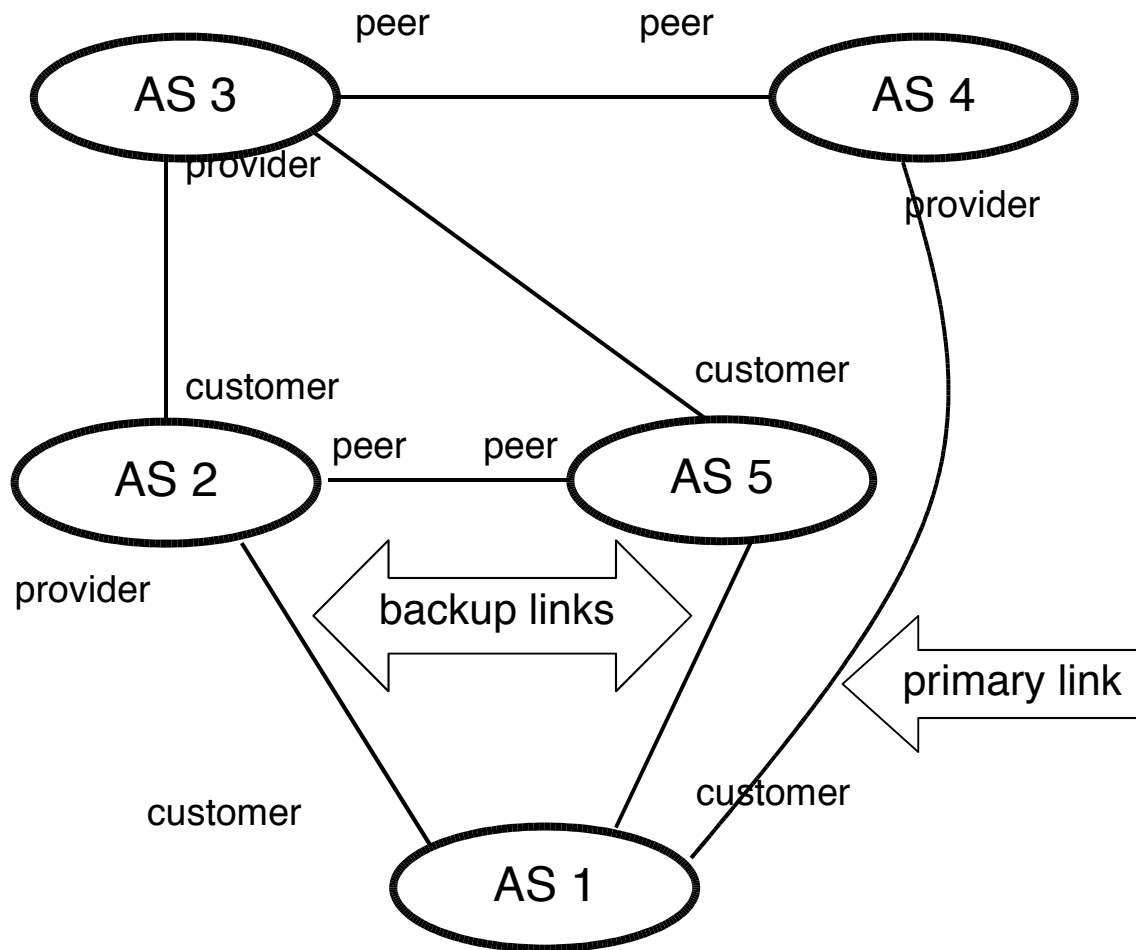 peer
peer
AS 3
AS 4
provider
provider
customer
customer
peer
peer
AS 2
AS 5
provider
backup links
primary link
customer
customer
AS 1